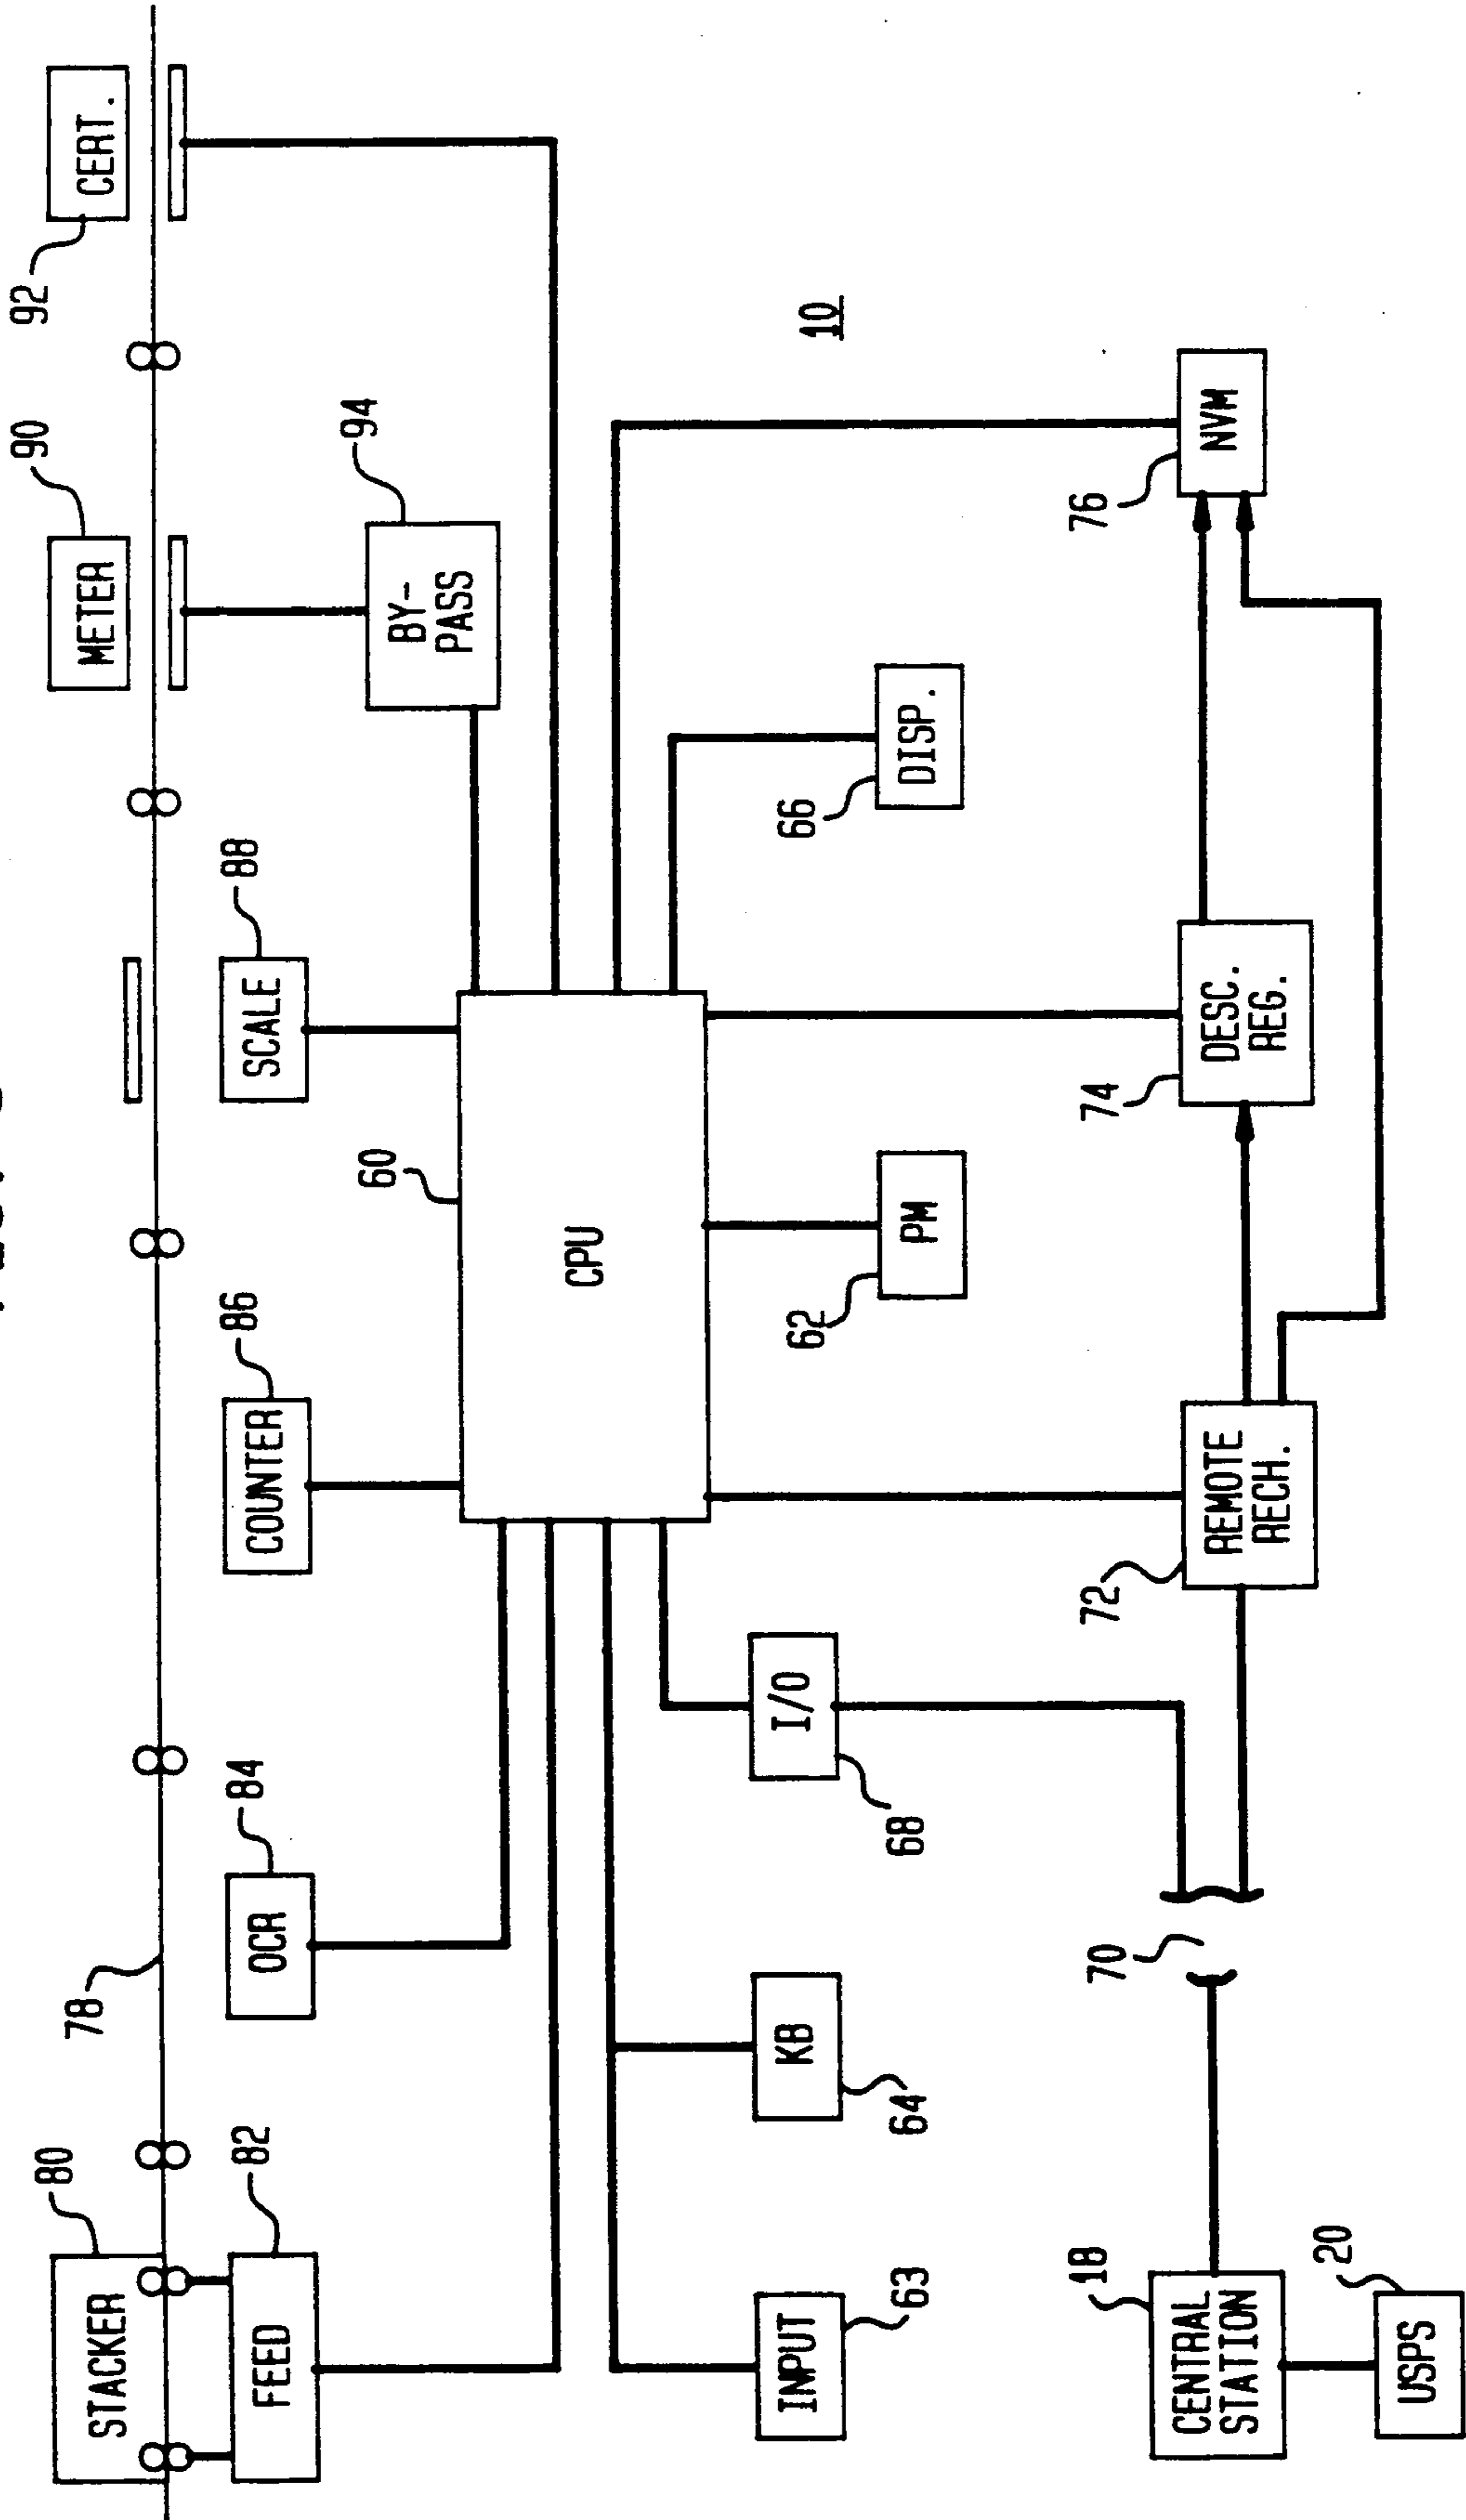 80
STACKER
82
FEED
78
84
OCR
86
COUNTER
88
SCALE
90
METER
92
CERT.
94
BY-
PASS
60
CPU
63
INPUT
64
KB
68
I/O
62
PM
66
DISP.
10
18
CENTRAL
STATION
20
USPS
70
72
REMOTE
RECH.
74
DESC.
REG.
76
NVM